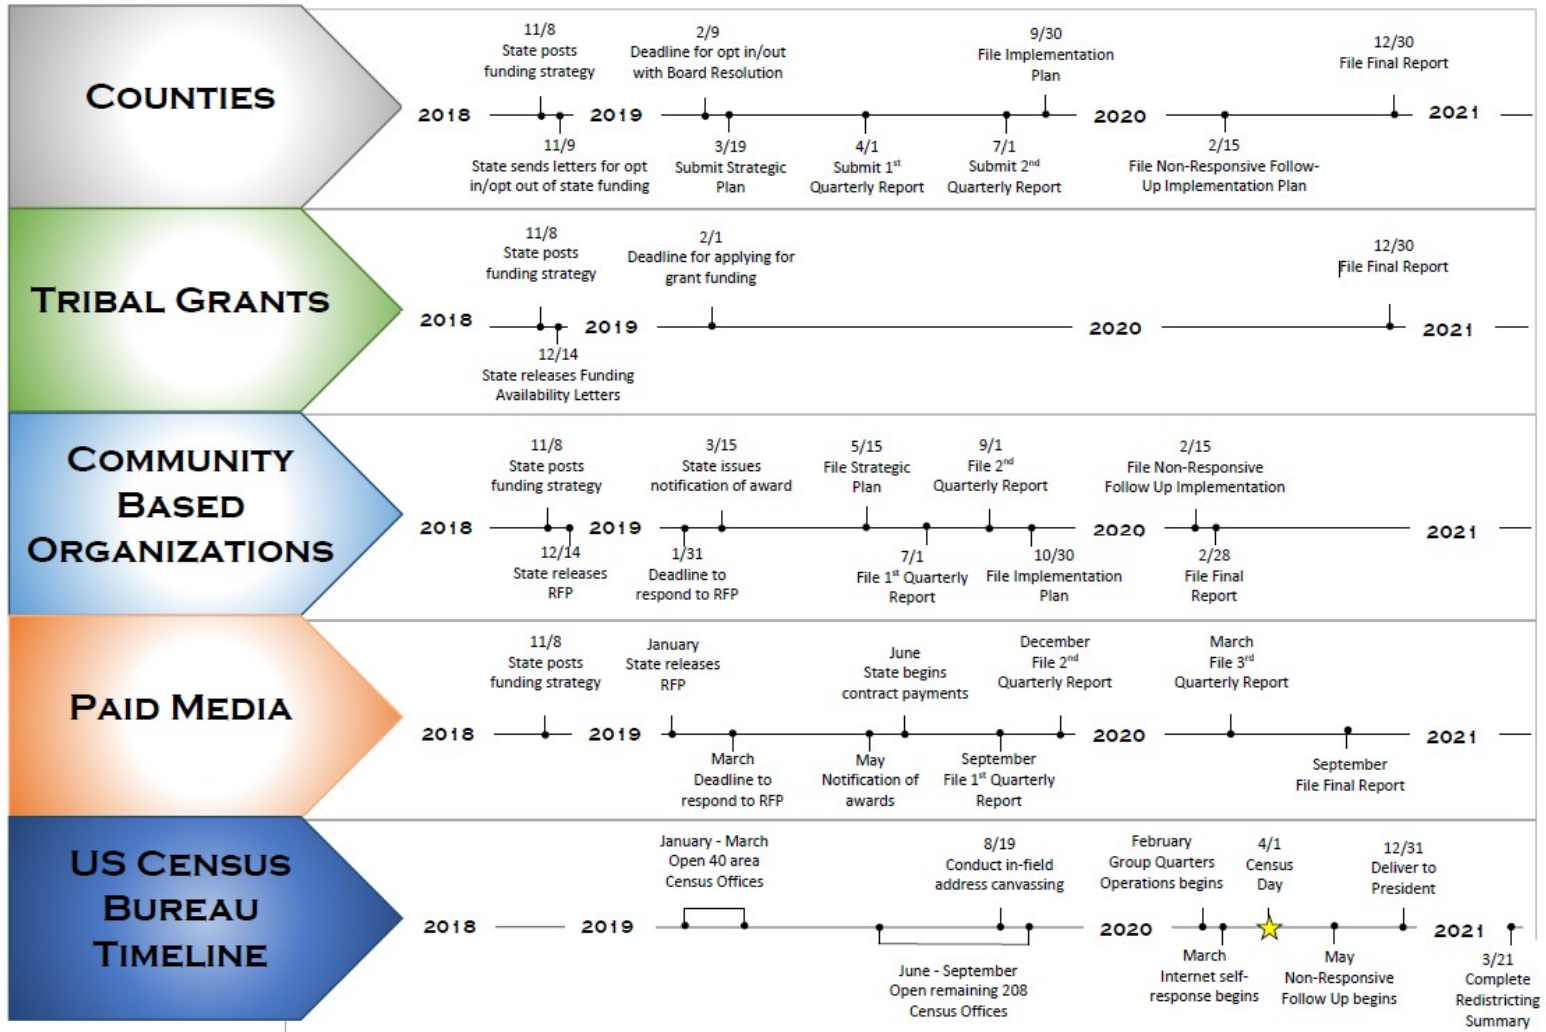 COUNTIES
11/8
State posts
funding strategy
2/9
Deadline for opt in/out
with Board Resolution
9/30
File Implementation
Plan
12/30
File Final Report
2018
2019
2020
2021
11/9
State sends letters for opt
in/opt out of state funding
3/19
Submit Strategic
Plan
4/1
Submit 1st
Quarterly Report
7/1
Submit 2nd
Quarterly Report
2/15
File Non-Responsive Follow-
Up Implementation Plan
TRIBAL GRANTS
11/8
State posts
funding strategy
2/1
Deadline for applying for
grant funding
12/30
File Final Report
2018
2019
2020
2021
12/14
State releases Funding
Availability Letters
COMMUNITY
BASED
ORGANIZATIONS
11/8
State posts
funding strategy
3/15
State issues
notification of award
5/15
File Strategic
Plan
9/1
File 2nd
Quarterly Report
2/15
File Non-Responsive
Follow Up Implementation
2018
2019
2020
2021
12/14
State releases
RFP
1/31
Deadline to
respond to RFP
7/1
File 1st Quarterly
Report
10/30
File Implementation
Plan
2/28
File Final
Report
PAID MEDIA
11/8
State posts
funding strategy
January
State releases
RFP
June
State begins
contract payments
December
File 2nd
Quarterly Report
March
File 3rd
Quarterly Report
2018
2019
2020
2021
March
Deadline to
respond to RFP
May
Notification of
awards
September
File 1st Quarterly
Report
September
File Final Report
US CENSUS
BUREAU
TIMELINE
January - March
Open 40 area
Census Offices
8/19
Conduct in-field
address canvassing
February
Group Quarters
Operations begins
4/1
Census
Day
12/31
Deliver to
President
2018
2019
2020
2021
June - September
Open remaining 208
Census Offices
March
Internet self-
response begins
May
Non-Responsive
Follow Up begins
3/21
Complete
Redistricting
Summary